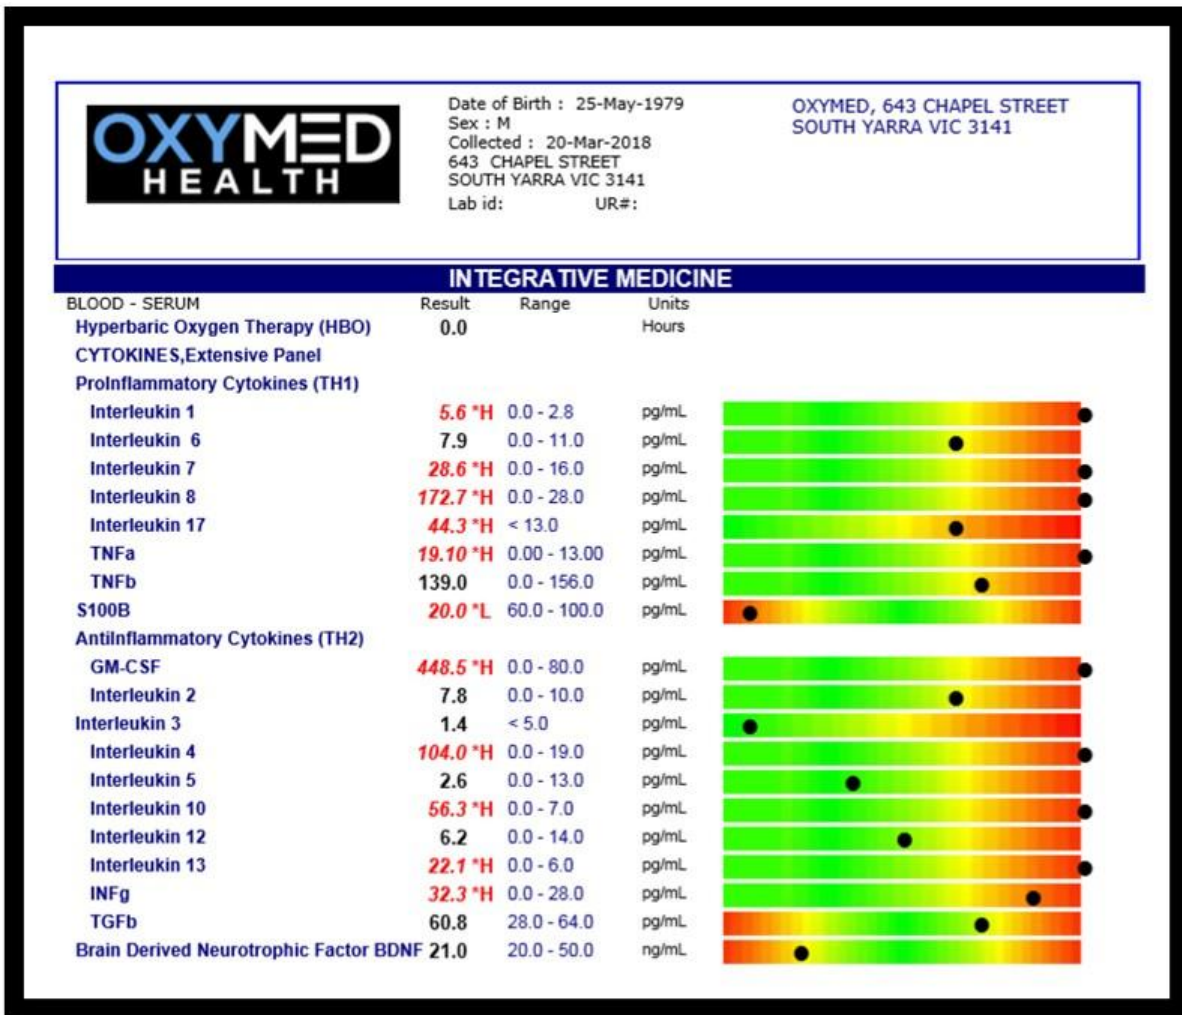 OXYMED
HEALTH
Date of Birth : 25-May-1979
Sex : M
Collected : 20-Mar-2018
643 CHAPEL STREET
SOUTH YARRA VIC 3141
Lab id: UR#:
OXYMED, 643 CHAPEL STREET
SOUTH YARRA VIC 3141
INTEGRATIVE MEDICINE
BLOOD - SERUM Result Range Units
Hyperbaric Oxygen Therapy (HBO) 0.0 Hours
CYTOKINES,Extensive Panel
ProInflammatory Cytokines (TH1)
Interleukin 1 5.6 *H 0.0 - 2.8 pg/mL
Interleukin 6 7.9 0.0 - 11.0 pg/mL
Interleukin 7 28.6 *H 0.0 - 16.0 pg/mL
Interleukin 8 172.7 *H 0.0 - 28.0 pg/mL
Interleukin 17 44.3 *H < 13.0 pg/mL
TNFa 19.10 *H 0.00 - 13.00 pg/mL
TNFb 139.0 0.0 - 156.0 pg/mL
S100B 20.0 *L 60.0 - 100.0 pg/mL
AntiInflammatory Cytokines (TH2)
GM-CSF 448.5 *H 0.0 - 80.0 pg/mL
Interleukin 2 7.8 0.0 - 10.0 pg/mL
Interleukin 3 1.4 < 5.0 pg/mL
Interleukin 4 104.0 *H 0.0 - 19.0 pg/mL
Interleukin 5 2.6 0.0 - 13.0 pg/mL
Interleukin 10 56.3 *H 0.0 - 7.0 pg/mL
Interleukin 12 6.2 0.0 - 14.0 pg/mL
Interleukin 13 22.1 *H 0.0 - 6.0 pg/mL
INFg 32.3 *H 0.0 - 28.0 pg/mL
TGFb 60.8 28.0 - 64.0 pg/mL
Brain Derived Neurotrophic Factor BDNF 21.0 20.0 - 50.0 ng/mL